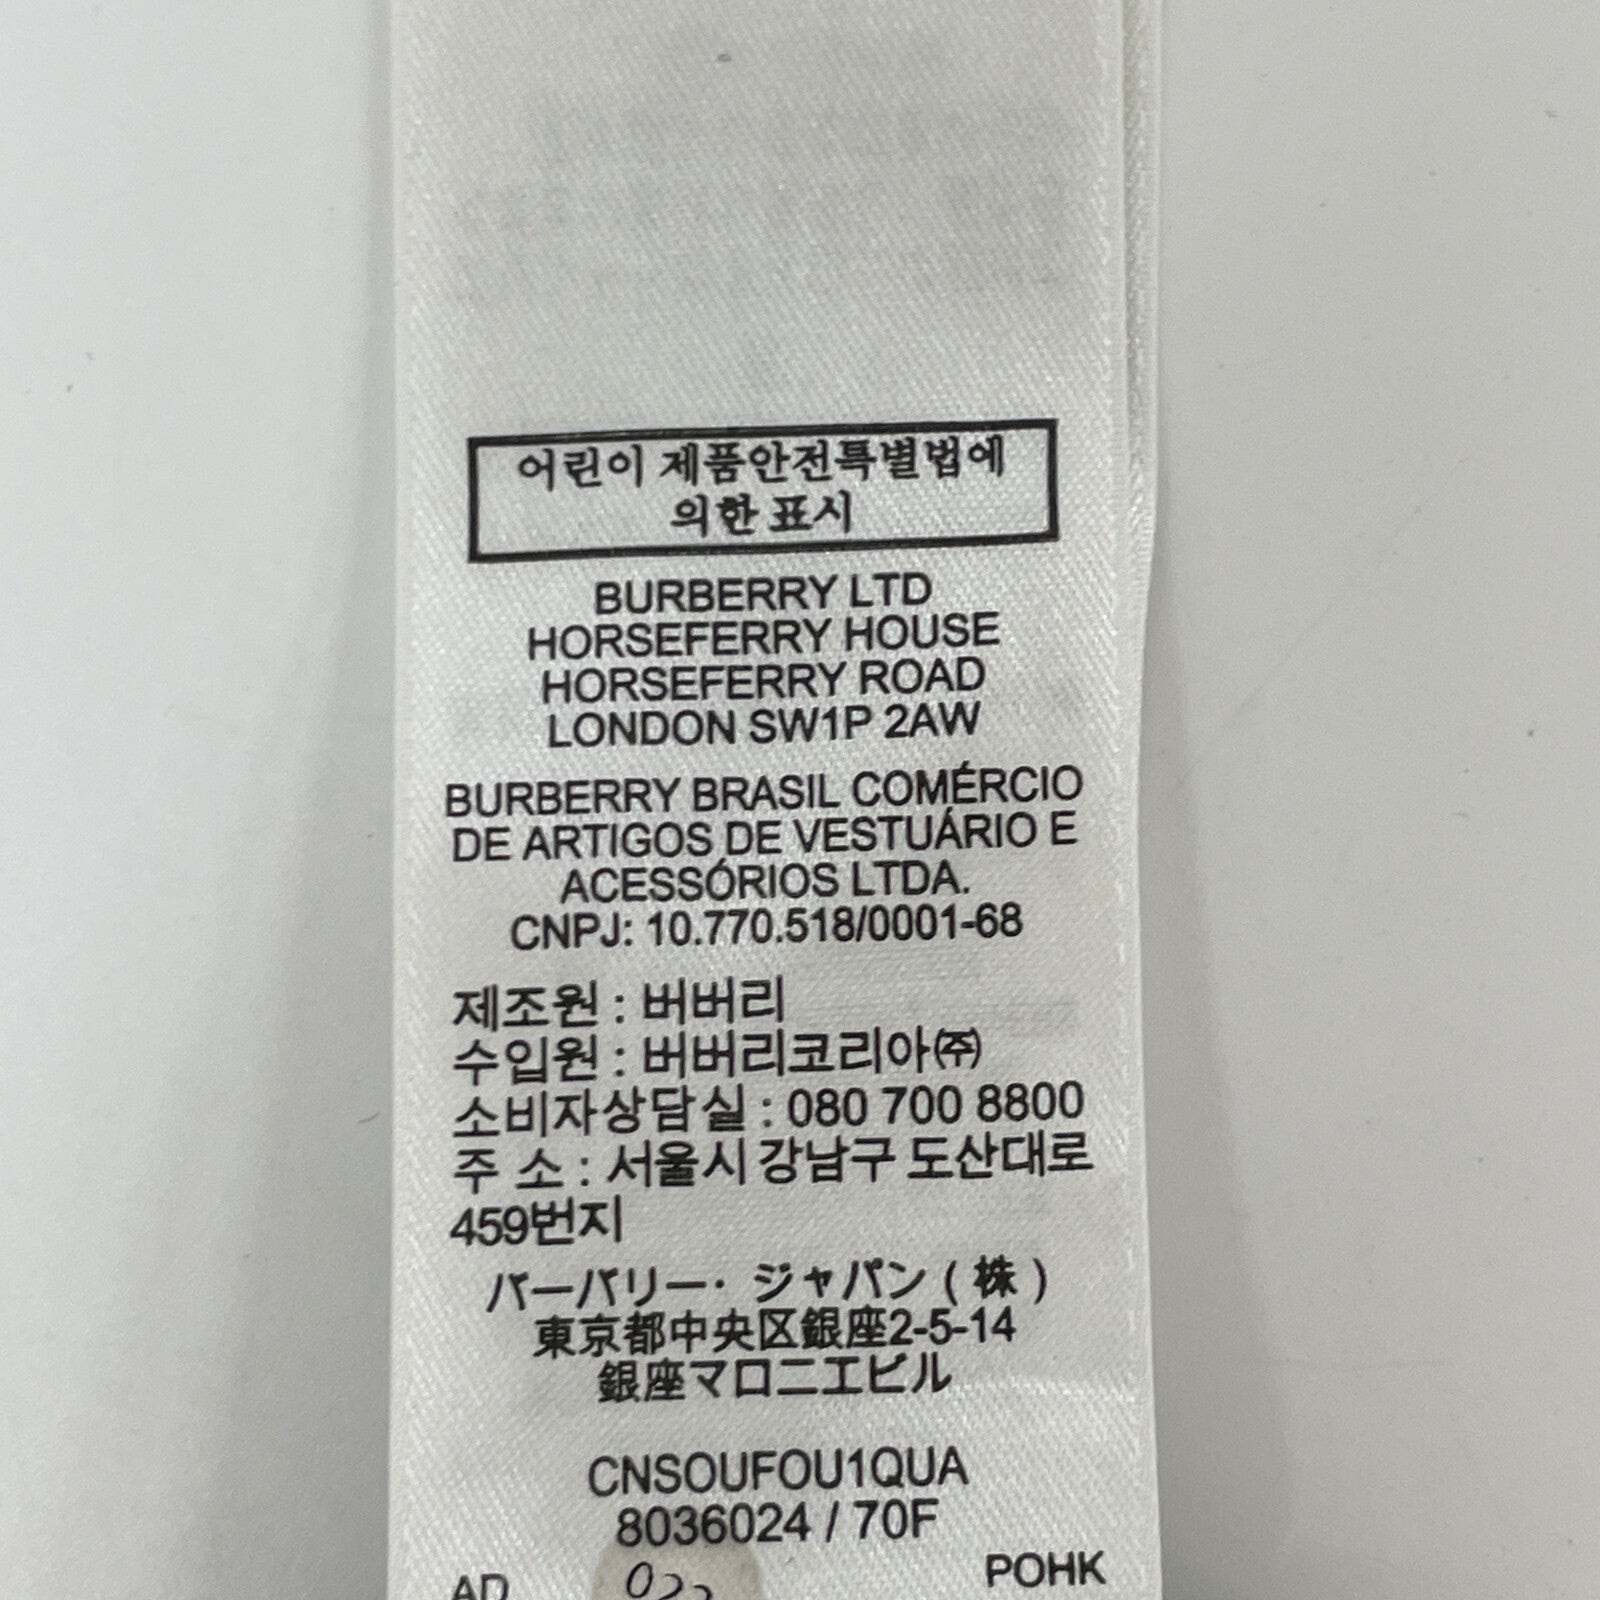 어린이 제품안전특별법에
의한 표시
BURBERRY LTD
HORSEFERRY HOUSE
HORSEFERRY ROAD
LONDON SW1P 2AW
BURBERRY BRASIL COMÉRCIO
DE ARTIGOS DE VESTUÁRIO E
ACESSÓRIOS LTDA.
CNPJ: 10.770.518/0001-68
제조원 : 버버리
수입원 : 버버리코리아㈜
소비자상담실 : 080 700 8800
주 소 : 서울시 강남구 도산대로
459번지
バーバリー・ジャパン ( 株 )
東京都中央区銀座2-5-14
銀座マロニエビル
CNSOUFOU1QUA
8036024 / 70F
AD POHK